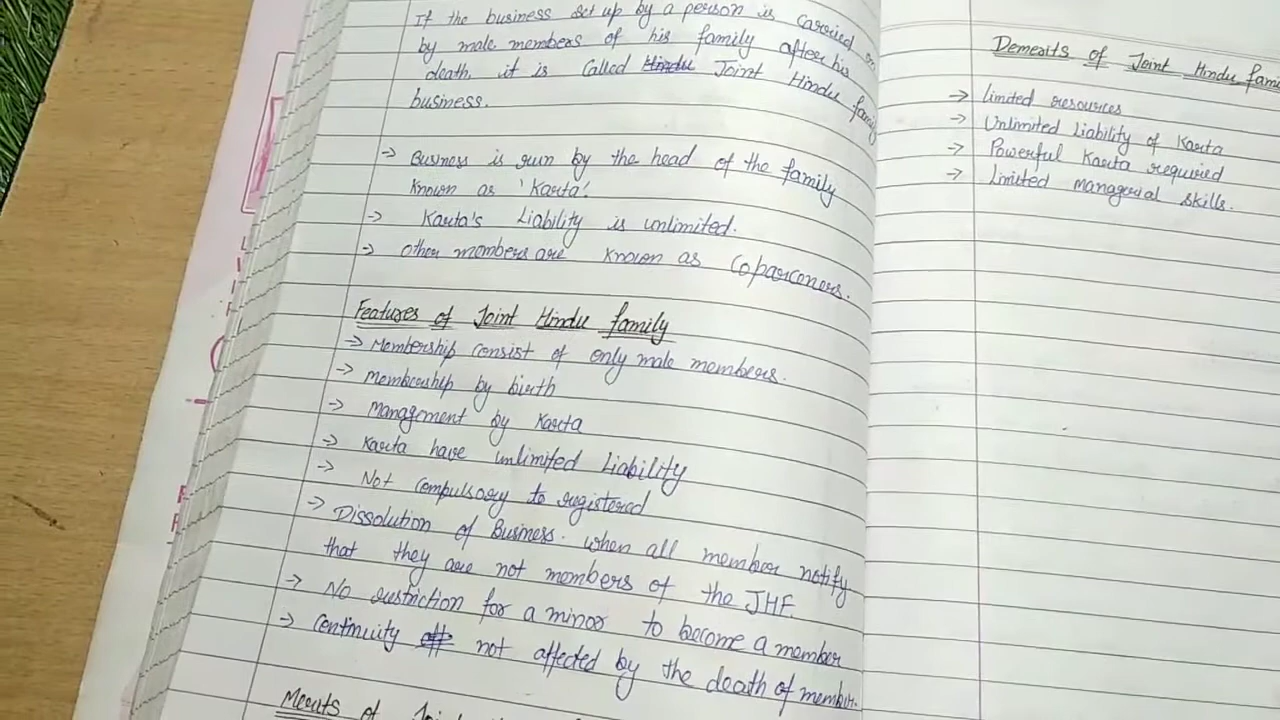 If the business set up by a person is carried on
by male members of his family after his
death. it is called Hindu Joint Hindu family
business.
→ Business is run by the head of the family
known as 'Karta'.
→ Karta's Liability is unlimited.
→ other members are known as Coparceners.
Features of Joint Hindu family
→ Membership consist of only male members.
→ Membership by birth
→ Management by Karta
→ Karta have unlimited Liability
→ Not compulsory to registered
→ Dissolution of Business. when all member notify
that they are not members of the JHF.
→ No restriction for a minor to become a member
→ Continuity aff not affected by the death of member.
Merits of Joint
Demerits of Joint Hindu fami
→ limited resources
→ Unlimited Liability of Karta
→ Powerful Karta required
→ Limited managerial skills.